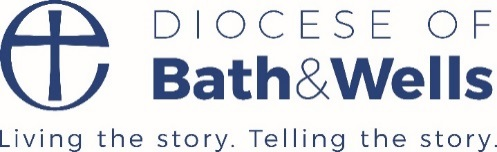 DIOCESE OF
Bath&Wells
Living the story. Telling the story.